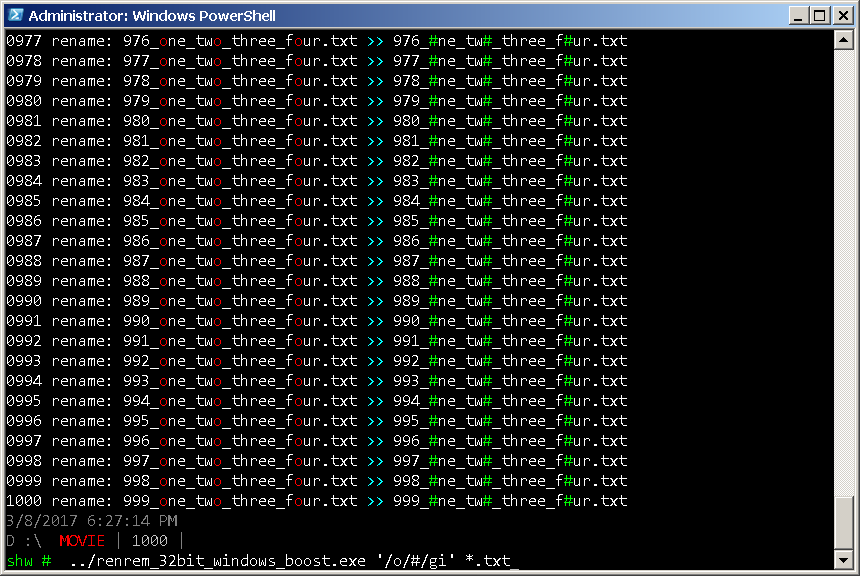 Administrator: Windows PowerShell
0977 rename: 976_one_two_three_four.txt >> 976_#ne_tw#_three_f#ur.txt
0978 rename: 977_one_two_three_four.txt >> 977_#ne_tw#_three_f#ur.txt
0979 rename: 978_one_two_three_four.txt >> 978_#ne_tw#_three_f#ur.txt
0980 rename: 979_one_two_three_four.txt >> 979_#ne_tw#_three_f#ur.txt
0981 rename: 980_one_two_three_four.txt >> 980_#ne_tw#_three_f#ur.txt
0982 rename: 981_one_two_three_four.txt >> 981_#ne_tw#_three_f#ur.txt
0983 rename: 982_one_two_three_four.txt >> 982_#ne_tw#_three_f#ur.txt
0984 rename: 983_one_two_three_four.txt >> 983_#ne_tw#_three_f#ur.txt
0985 rename: 984_one_two_three_four.txt >> 984_#ne_tw#_three_f#ur.txt
0986 rename: 985_one_two_three_four.txt >> 985_#ne_tw#_three_f#ur.txt
0987 rename: 986_one_two_three_four.txt >> 986_#ne_tw#_three_f#ur.txt
0988 rename: 987_one_two_three_four.txt >> 987_#ne_tw#_three_f#ur.txt
0989 rename: 988_one_two_three_four.txt >> 988_#ne_tw#_three_f#ur.txt
0990 rename: 989_one_two_three_four.txt >> 989_#ne_tw#_three_f#ur.txt
0991 rename: 990_one_two_three_four.txt >> 990_#ne_tw#_three_f#ur.txt
0992 rename: 991_one_two_three_four.txt >> 991_#ne_tw#_three_f#ur.txt
0993 rename: 992_one_two_three_four.txt >> 992_#ne_tw#_three_f#ur.txt
0994 rename: 993_one_two_three_four.txt >> 993_#ne_tw#_three_f#ur.txt
0995 rename: 994_one_two_three_four.txt >> 994_#ne_tw#_three_f#ur.txt
0996 rename: 995_one_two_three_four.txt >> 995_#ne_tw#_three_f#ur.txt
0997 rename: 996_one_two_three_four.txt >> 996_#ne_tw#_three_f#ur.txt
0998 rename: 997_one_two_three_four.txt >> 997_#ne_tw#_three_f#ur.txt
0999 rename: 998_one_two_three_four.txt >> 998_#ne_tw#_three_f#ur.txt
1000 rename: 999_one_two_three_four.txt >> 999_#ne_tw#_three_f#ur.txt
3/8/2017 6:27:14 PM
D :\  MOVIE | 1000 |
shw #  ../renrem_32bit_windows_boost.exe '/o/#/gi' *.txt_